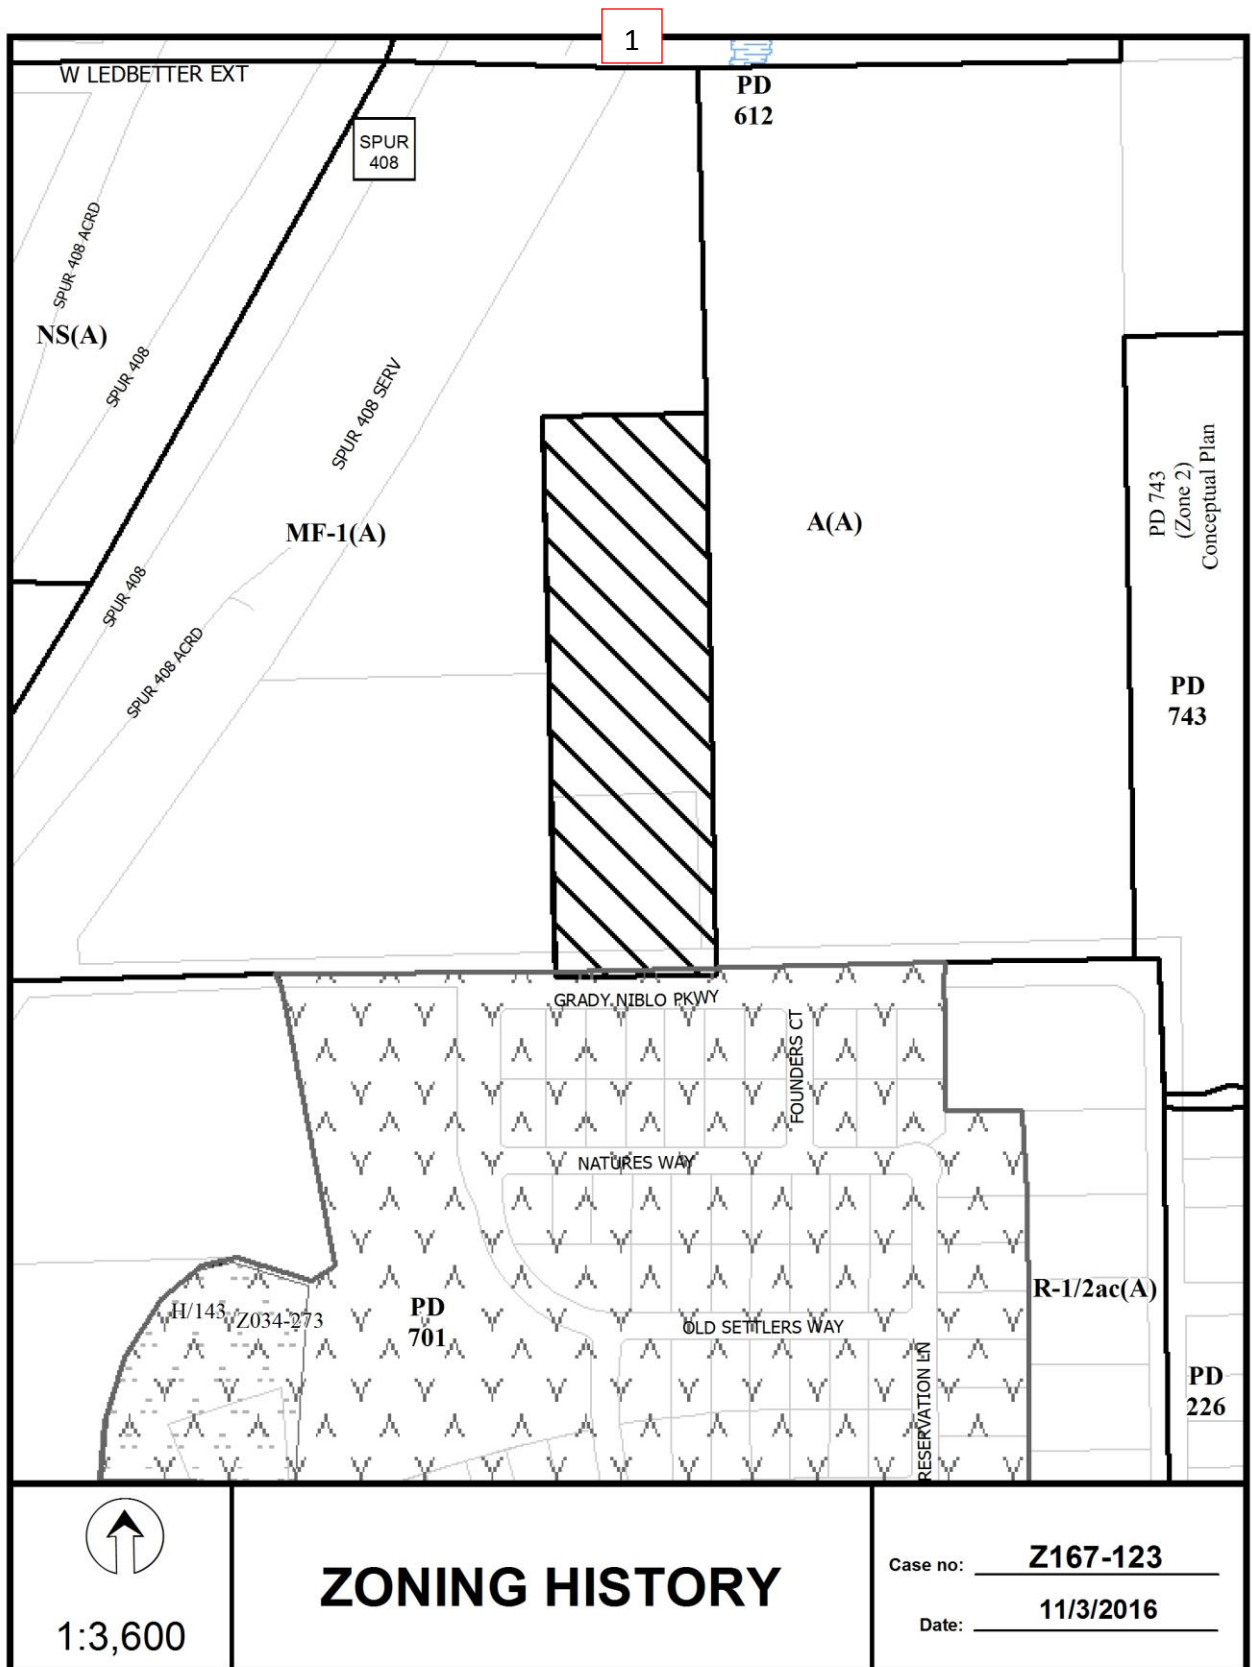 1
W LEDBETTER EXT
PD
612
SPUR
408
SPUR 408 ACRD
NS(A)
SPUR 408
SPUR 408 SERV
PD 743
(Zone 2)
Conceptual Plan
A(A)
MF-1(A)
SPUR 408
SPUR 408 ACRD
PD
743
GRADY NIBLO PKWY
FOUNDERS CT
NATURES WAY
R-1/2ac(A)
H/143
Z034-273
PD
701
OLD SETTLERS WAY
RESERVATION LN
PD
226
1:3,600
ZONING HISTORY
Case no: Z167-123
Date: 11/3/2016